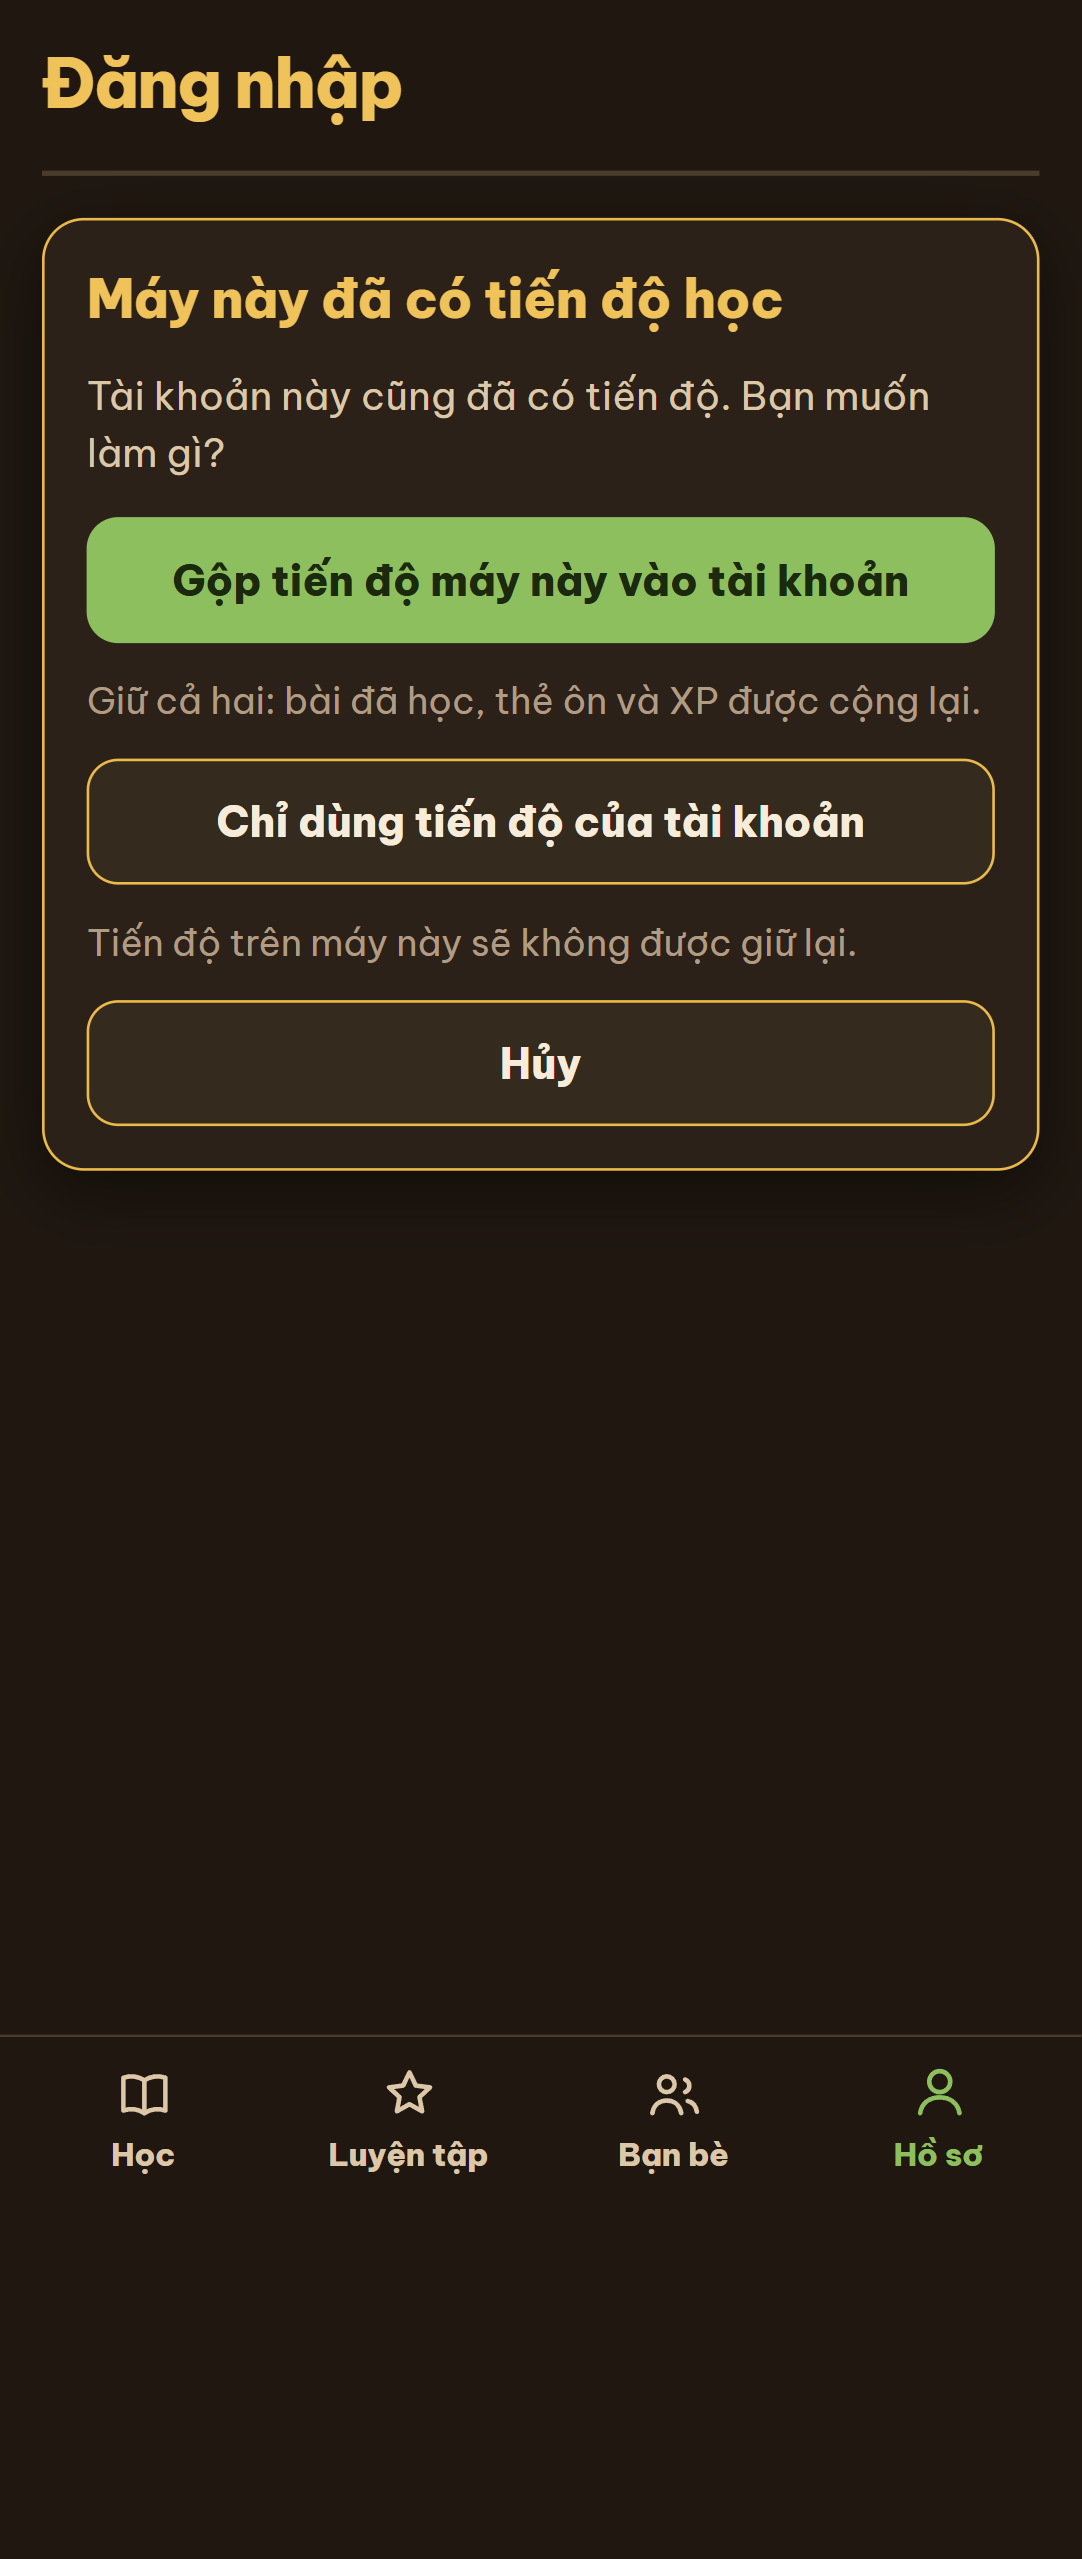 Đăng nhập
Máy này đã có tiến độ học
Tài khoản này cũng đã có tiến độ. Bạn muốn
làm gì?
Gộp tiến độ máy này vào tài khoản
Giữ cả hai: bài đã học, thẻ ôn và XP được cộng lại.
Chỉ dùng tiến độ của tài khoản
Tiến độ trên máy này sẽ không được giữ lại.
Hủy
Học
Luyện tập
Bạn bè
Hồ sơ